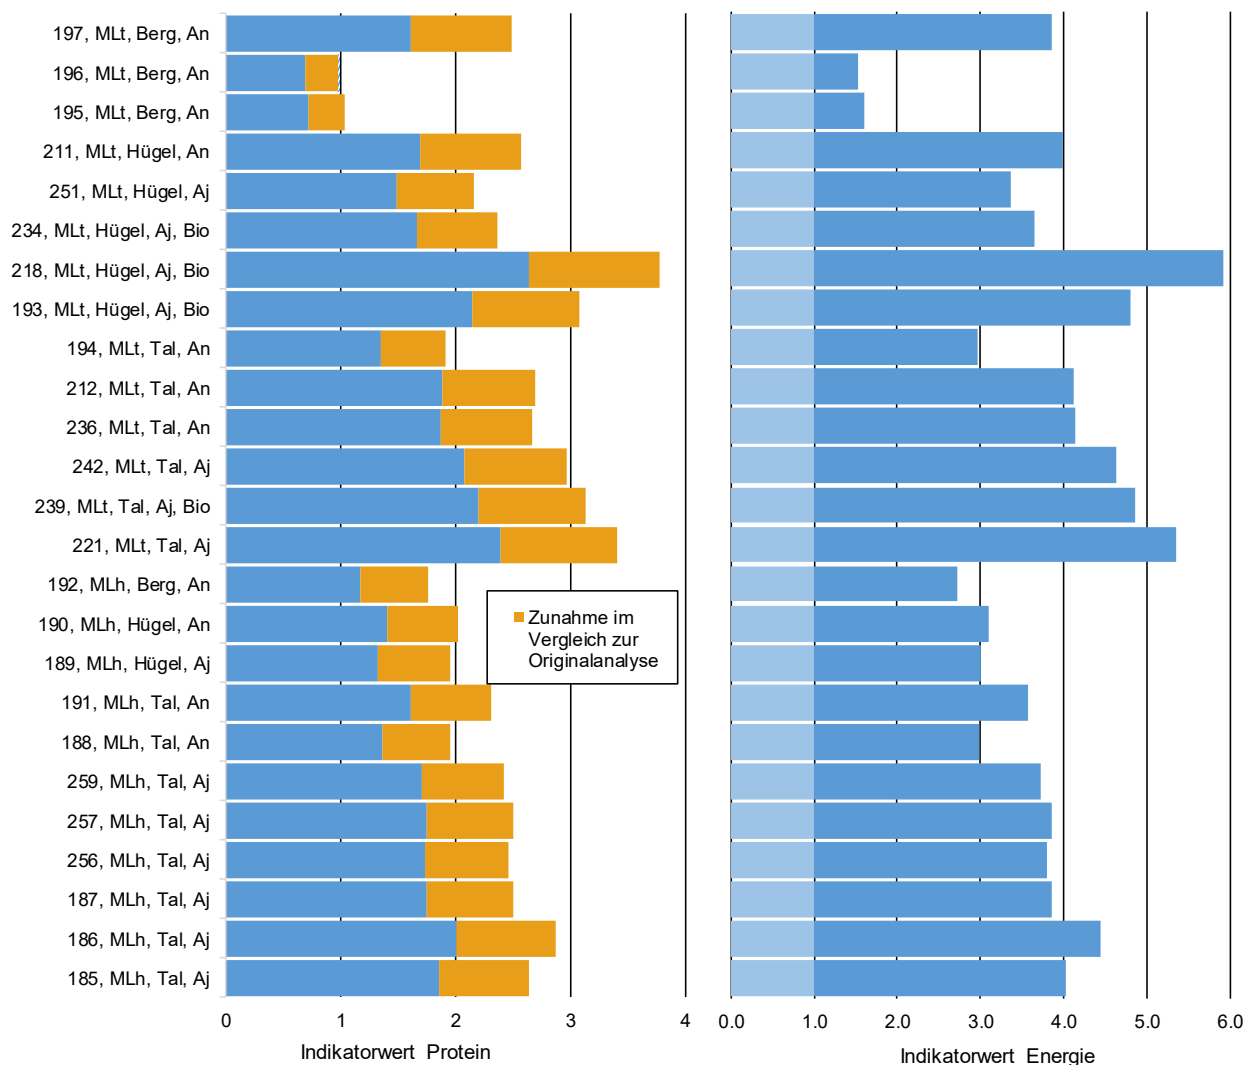 197, MLt, Berg, An
196, MLt, Berg, An
195, MLt, Berg, An
211, MLt, Hügel, An
251, MLt, Hügel, Aj
234, MLt, Hügel, Aj, Bio
218, MLt, Hügel, Aj, Bio
193, MLt, Hügel, Aj, Bio
194, MLt, Tal, An
212, MLt, Tal, An
236, MLt, Tal, An
242, MLt, Tal, Aj
239, MLt, Tal, Aj, Bio
221, MLt, Tal, Aj
192, MLh, Berg, An
190, MLh, Hügel, An
189, MLh, Hügel, Aj
191, MLh, Tal, An
188, MLh, Tal, An
259, MLh, Tal, Aj
257, MLh, Tal, Aj
256, MLh, Tal, Aj
187, MLh, Tal, Aj
186, MLh, Tal, Aj
185, MLh, Tal, Aj
Zunahme im
Vergleich zur
Originalanalyse
0 1 2 3 4
Indikatorwert Protein
0.0 1.0 2.0 3.0 4.0 5.0 6.0
Indikatorwert Energie